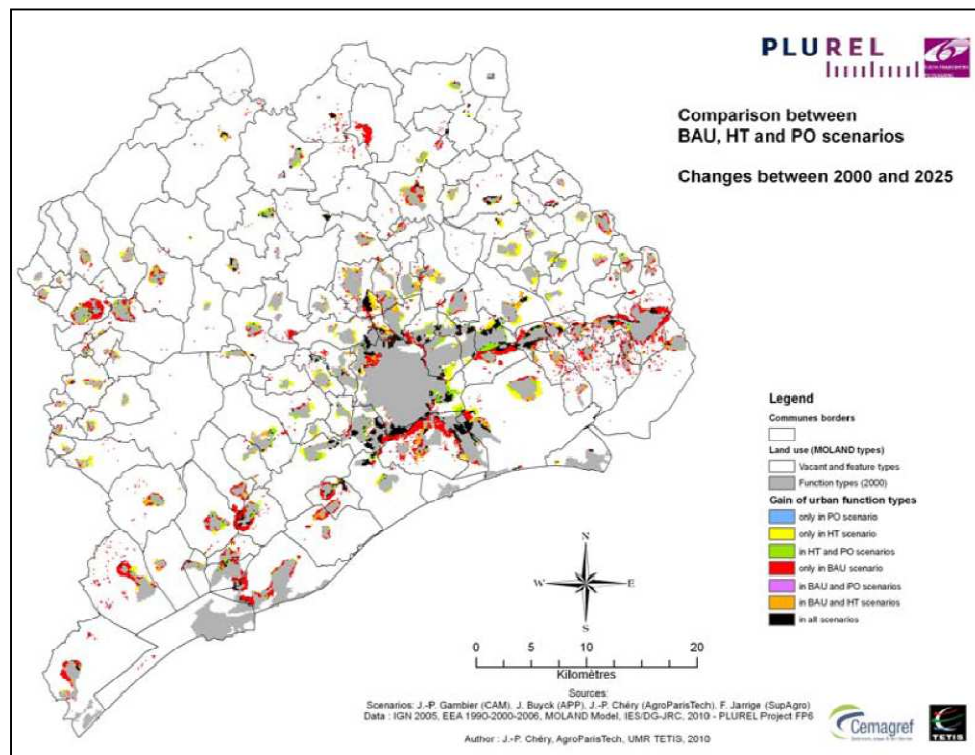 PLUREL
Comparison between
BAU, HT and PO scenarios
Changes between 2000 and 2025
Legend
Communes borders
Land use (MOLAND types)
Vacant and feature types
Function types (2000)
Gain of urban function types
only in PO scenario
only in HT scenario
in HT and PO scenarios
only in BAU scenario
in BAU and PO scenarios
in BAU and HT scenarios
in all scenarios
N
W E
S
0 5 10 20
Kilomètres
Sources:
Scenarios: J.-P. Gambier (CAM). J. Buyck (APP). J.-P. Chéry (AgroParisTech). F. Jarrige (SupAgro)
Data : IGN 2005, EEA 1990-2000-2006, MOLAND Model, IES/DG-JRC, 2010 - PLUREL Project FP6
Author : J.-P. Chéry, AgroParisTech, UMR TETIS, 2010
Cemagref
TETIS